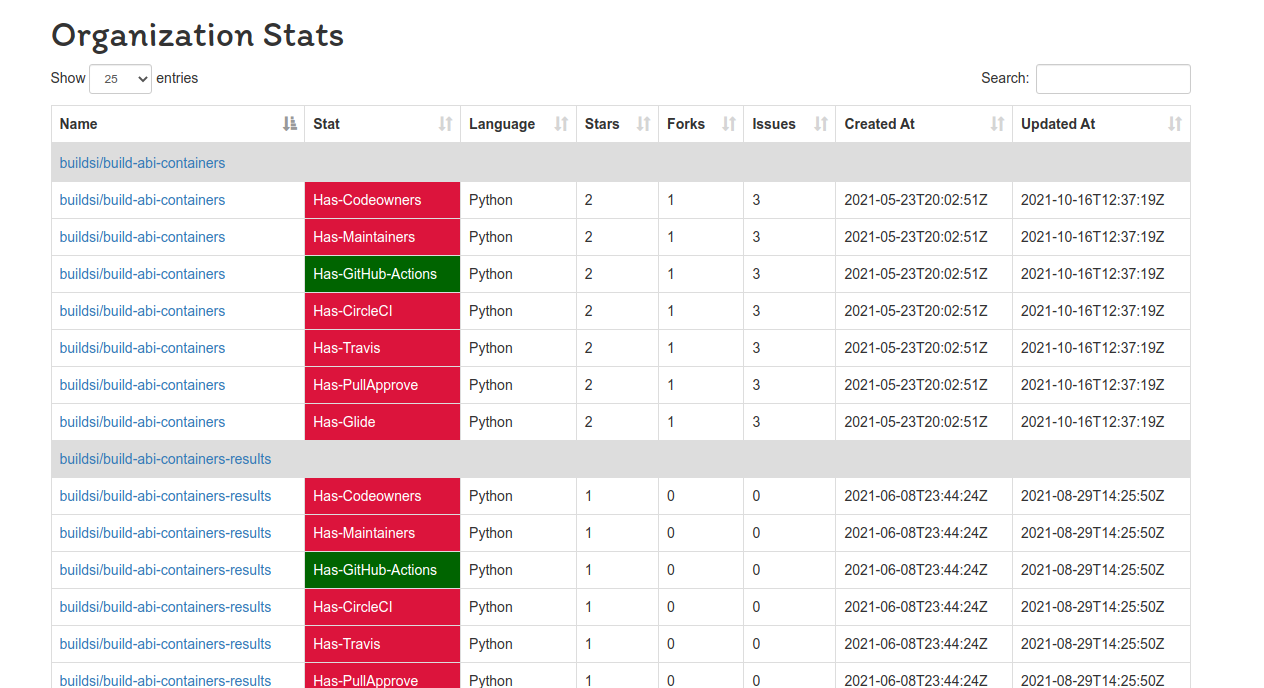 Organization Stats
Show 25 entries Search:
Name Stat Language Stars Forks Issues Created At Updated At
buildsi/build-abi-containers
buildsi/build-abi-containers Has-Codeowners Python 2 1 3 2021-05-23T20:02:51Z 2021-10-16T12:37:19Z
buildsi/build-abi-containers Has-Maintainers Python 2 1 3 2021-05-23T20:02:51Z 2021-10-16T12:37:19Z
buildsi/build-abi-containers Has-GitHub-Actions Python 2 1 3 2021-05-23T20:02:51Z 2021-10-16T12:37:19Z
buildsi/build-abi-containers Has-CircleCI Python 2 1 3 2021-05-23T20:02:51Z 2021-10-16T12:37:19Z
buildsi/build-abi-containers Has-Travis Python 2 1 3 2021-05-23T20:02:51Z 2021-10-16T12:37:19Z
buildsi/build-abi-containers Has-PullApprove Python 2 1 3 2021-05-23T20:02:51Z 2021-10-16T12:37:19Z
buildsi/build-abi-containers Has-Glide Python 2 1 3 2021-05-23T20:02:51Z 2021-10-16T12:37:19Z
buildsi/build-abi-containers-results
buildsi/build-abi-containers-results Has-Codeowners Python 1 0 0 2021-06-08T23:44:24Z 2021-08-29T14:25:50Z
buildsi/build-abi-containers-results Has-Maintainers Python 1 0 0 2021-06-08T23:44:24Z 2021-08-29T14:25:50Z
buildsi/build-abi-containers-results Has-GitHub-Actions Python 1 0 0 2021-06-08T23:44:24Z 2021-08-29T14:25:50Z
buildsi/build-abi-containers-results Has-CircleCI Python 1 0 0 2021-06-08T23:44:24Z 2021-08-29T14:25:50Z
buildsi/build-abi-containers-results Has-Travis Python 1 0 0 2021-06-08T23:44:24Z 2021-08-29T14:25:50Z
buildsi/build-abi-containers-results Has-PullApprove Python 1 0 0 2021-06-08T23:44:24Z 2021-08-29T14:25:50Z